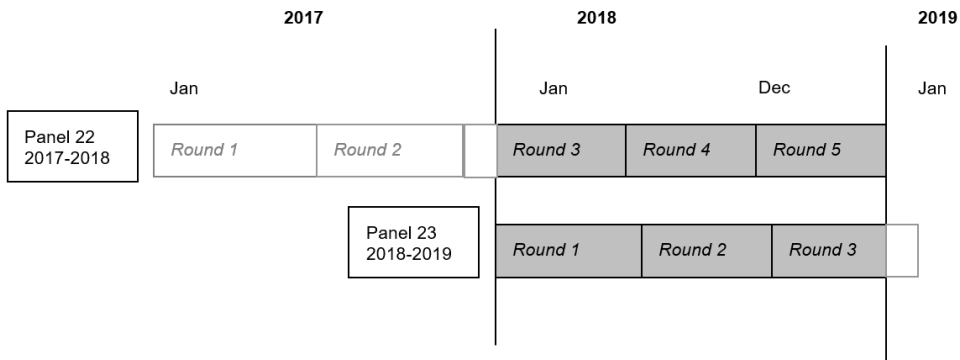 2017
2018
2019
Jan
Jan
Dec
Jan
Panel 22
2017-2018
Round 1
Round 2
Round 3
Round 4
Round 5
Panel 23
2018-2019
Round 1
Round 2
Round 3